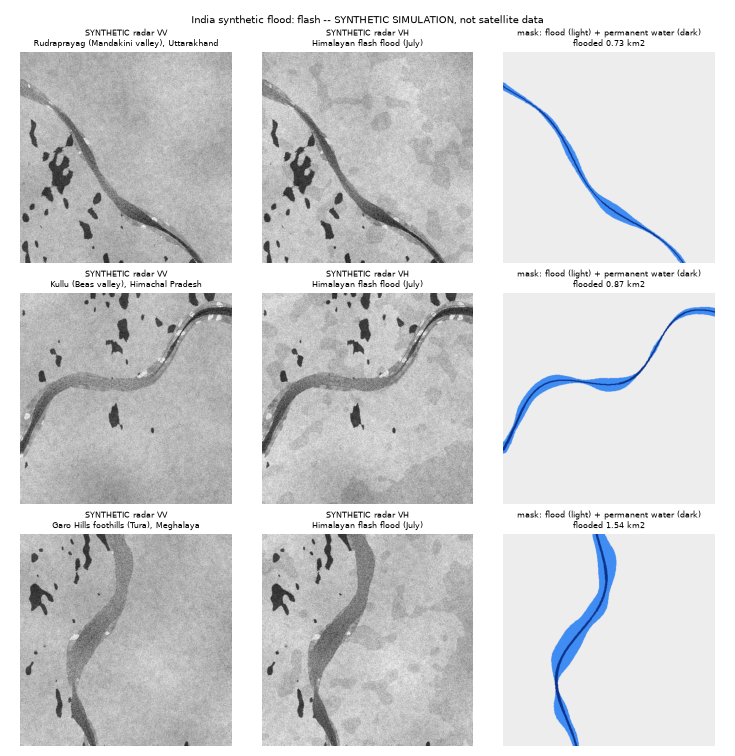 India synthetic flood: flash -- SYNTHETIC SIMULATION, not satellite data
SYNTHETIC radar VV
Rudraprayag (Mandakini valley), Uttarakhand
SYNTHETIC radar VH
Himalayan flash flood (July)
mask: flood (light) + permanent water (dark)
flooded 0.73 km2
SYNTHETIC radar VV
Kullu (Beas valley), Himachal Pradesh
SYNTHETIC radar VH
Himalayan flash flood (July)
mask: flood (light) + permanent water (dark)
flooded 0.87 km2
SYNTHETIC radar VV
Garo Hills foothills (Tura), Meghalaya
SYNTHETIC radar VH
Himalayan flash flood (July)
mask: flood (light) + permanent water (dark)
flooded 1.54 km2